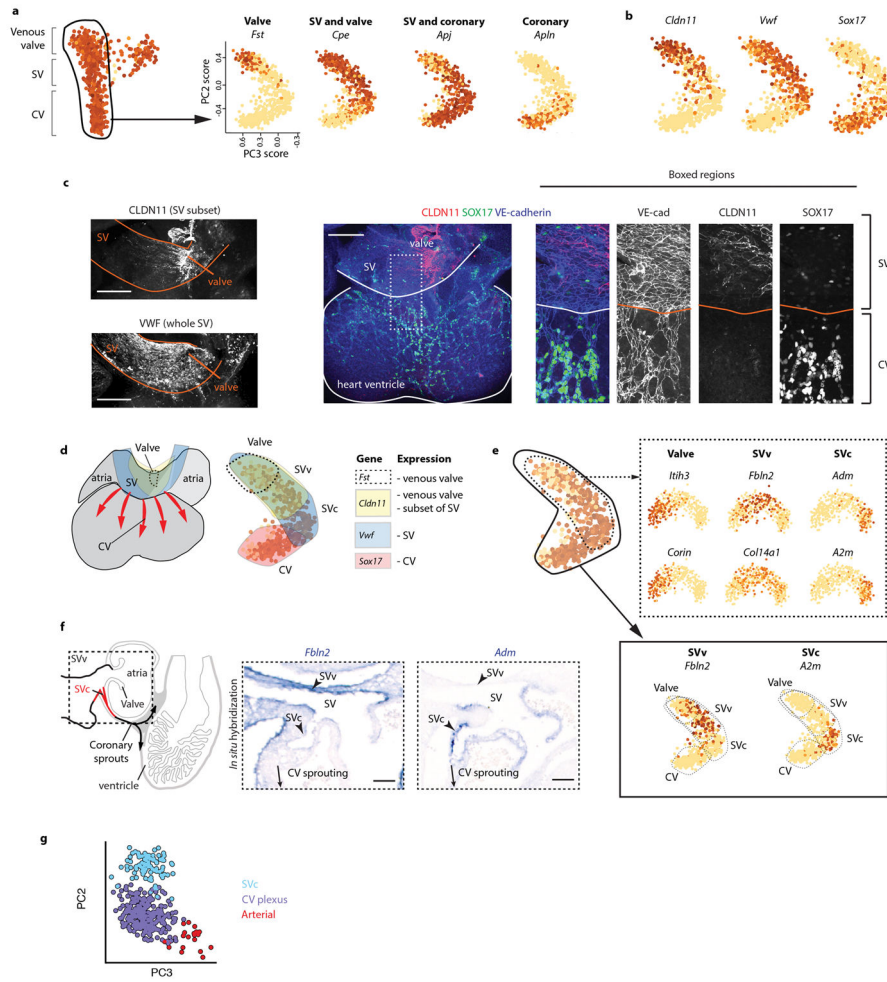 a
Venous
valve
SV
CV
Valve
Fst
SV and valve
Cpe
SV and coronary
Apj
Coronary
Apln
PC2 score
0.4
0.0
-0.4
0.6
0.3
0.0
-0.3
PC3 score
b
Cldn11
Vwf
Sox17
c
CLDN11 (SV subset)
SV
valve
VWF (whole SV)
SV
valve
CLDN11 SOX17 VE-cadherin
valve
SV
heart ventricle
Boxed regions
VE-cad
CLDN11
SOX17
SV
CV
d
Valve
atria
SV
atria
CV
Valve
SVv
SVc
CV
Gene Expression
Fst - venous valve
Cldn11 - venous valve
- subset of SV
Vwf - SV
Sox17 - CV
e
Valve
Itih3
SVv
Fbln2
SVc
Adm
Corin
Col14a1
A2m
SVv
Fbln2
SVc
A2m
Valve
SVv
SVc
CV
Valve
SVv
SVc
CV
f
SVv
SVc
atria
Valve
Coronary
sprouts
ventricle
In situ hybridization
Fbln2
SVv
SV
SVc
CV sprouting
Adm
SVv
SV
SVc
CV sprouting
g
PC2
PC3
SVc
CV plexus
Arterial